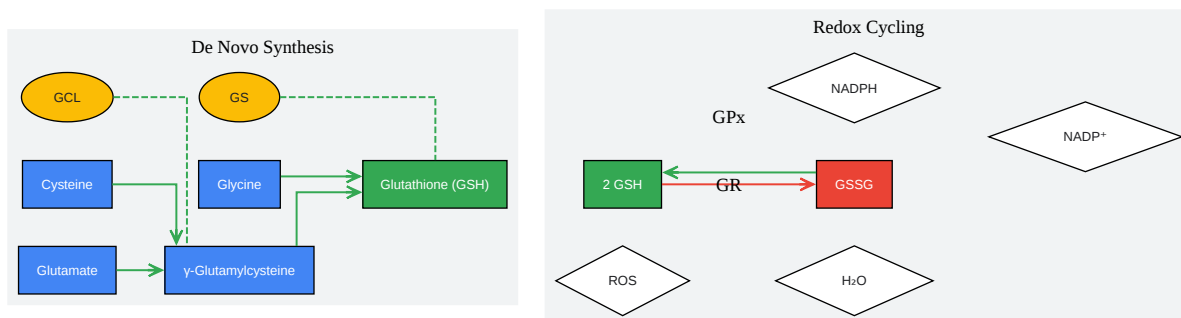 De Novo Synthesis
GCL
GS
Cysteine
Glycine
Glutathione (GSH)
Glutamate
γ-Glutamylcysteine
Redox Cycling
NADPH
GPx
NADP⁺
2 GSH
GR
GSSG
ROS
H₂O